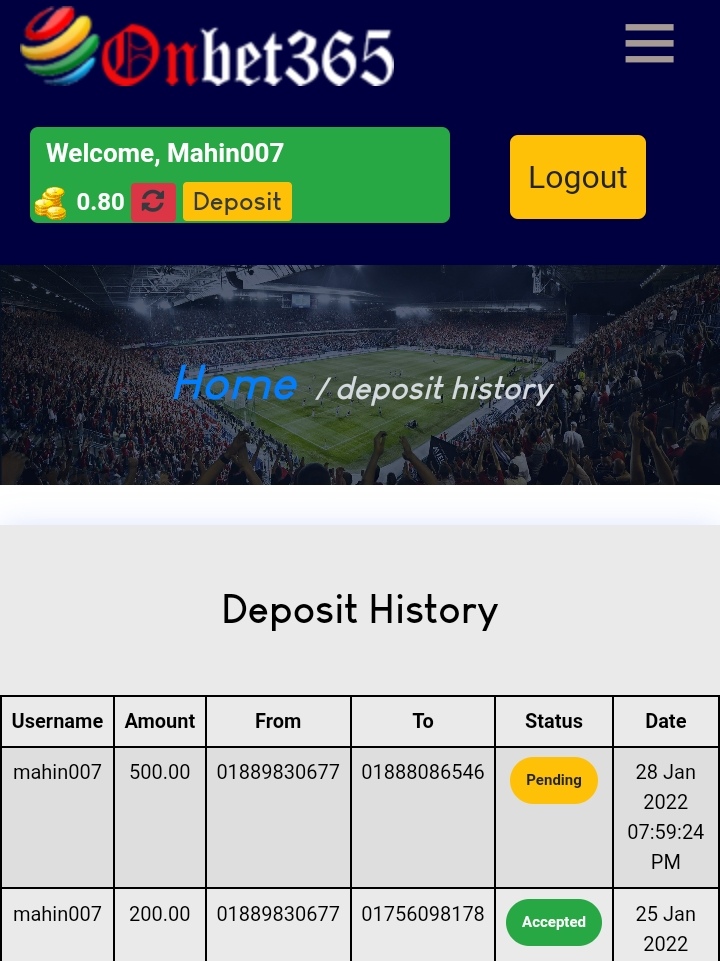 Onbet365
Welcome, Mahin007
0.80 Deposit
Logout
Home / deposit history
Deposit History
Username Amount From To Status Date
mahin007 500.00 01889830677 01888086546 Pending 28 Jan
2022
07:59:24
PM
mahin007 200.00 01889830677 01756098178 Accepted 25 Jan
2022